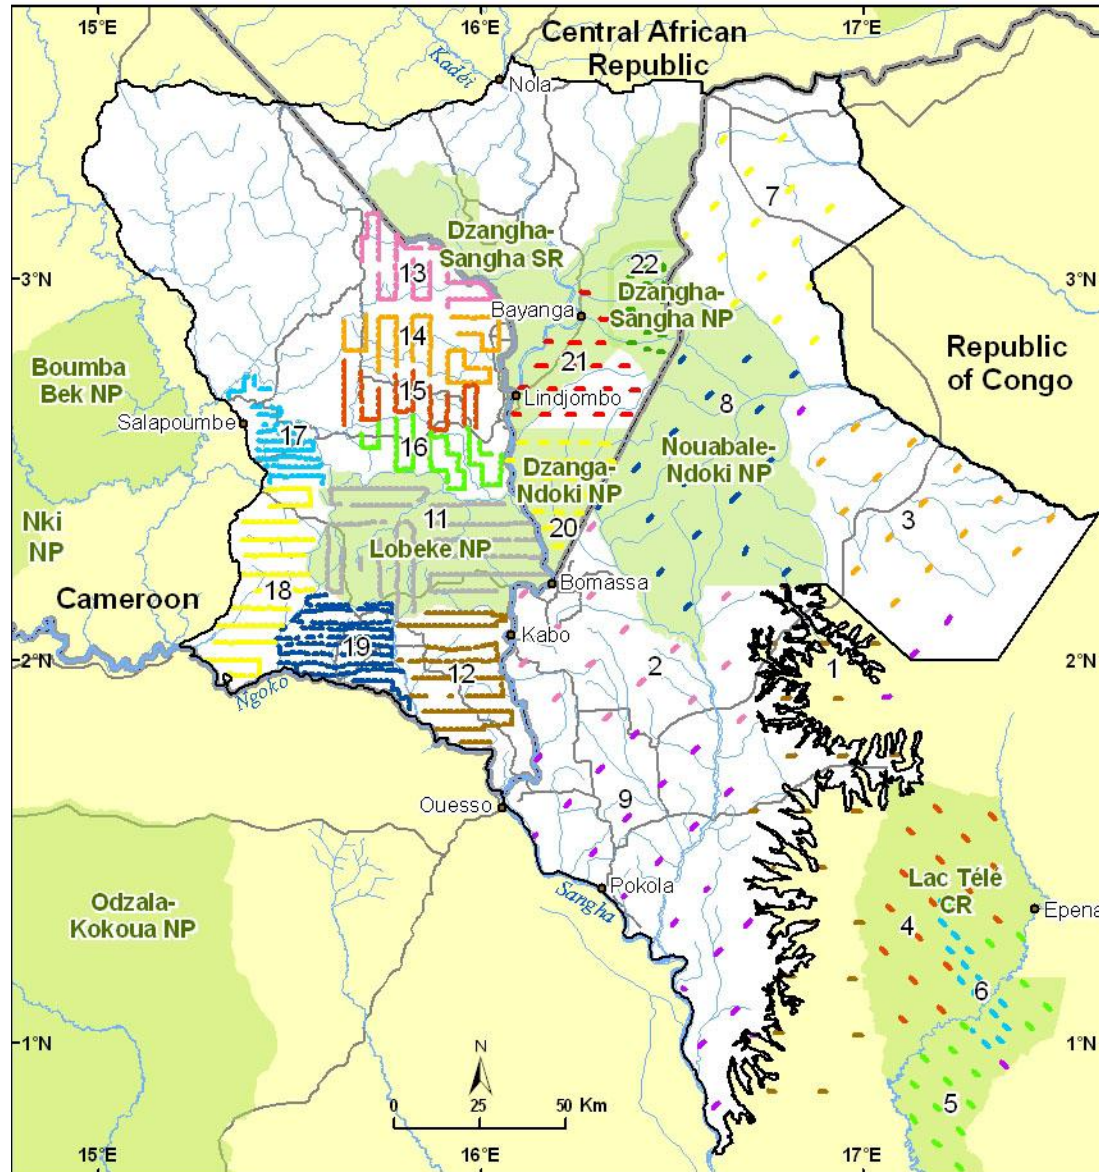 15°E
16°E
17°E
Central African
Republic
Kadéi
Nola
7
3°N
13
Dzangha-
Sangha SR
22
3°N
Dzangha-
Sangha NP
Bayanga
14
Republic
of Congo
Boumba
Bek NP
21
15
Lindjombo
8
Salapoumbe
17
16
Dzanga-
Ndoki NP
Nouabale-
Ndoki NP
Nki
NP
11
Lobeke NP
20
3
Cameroon
18
Bomassa
19
Kabo
2°N
12
2
1
2°N
Ngoko
Ouesso
9
Odzala-
Kokoua NP
Sangha
Pokola
Lac Télé
CR
4
Epena
6
1°N
N
1°N
0 25 50 Km
5
15°E
16°E
17°E